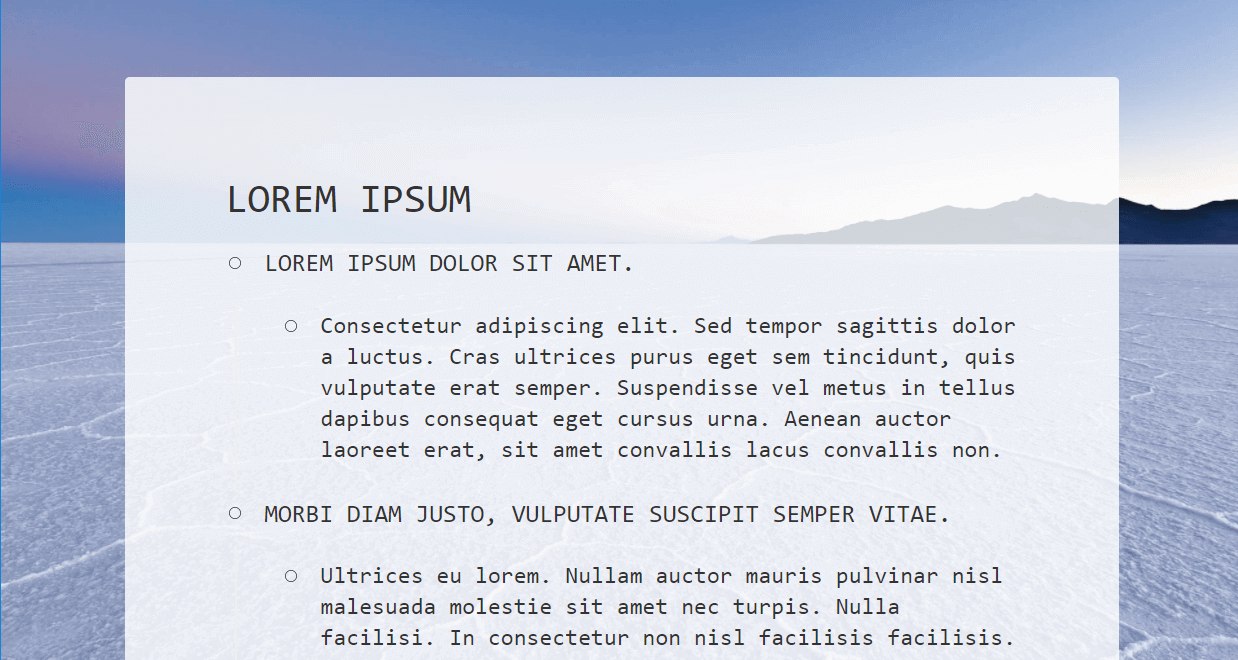 LOREM IPSUM
LOREM IPSUM DOLOR SIT AMET.
Consectetur adipiscing elit. Sed tempor sagittis dolor
a luctus. Cras ultrices purus eget sem tincidunt, quis
vulputate erat semper. Suspendisse vel metus in tellus
dapibus consequat eget cursus urna. Aenean auctor
laoreet erat, sit amet convallis lacus convallis non.
MORBI DIAM JUSTO, VULPUTATE SUSCIPIT SEMPER VITAE.
Ultrices eu lorem. Nullam auctor mauris pulvinar nisl
malesuada molestie sit amet nec turpis. Nulla
facilisi. In consectetur non nisl facilisis facilisis.